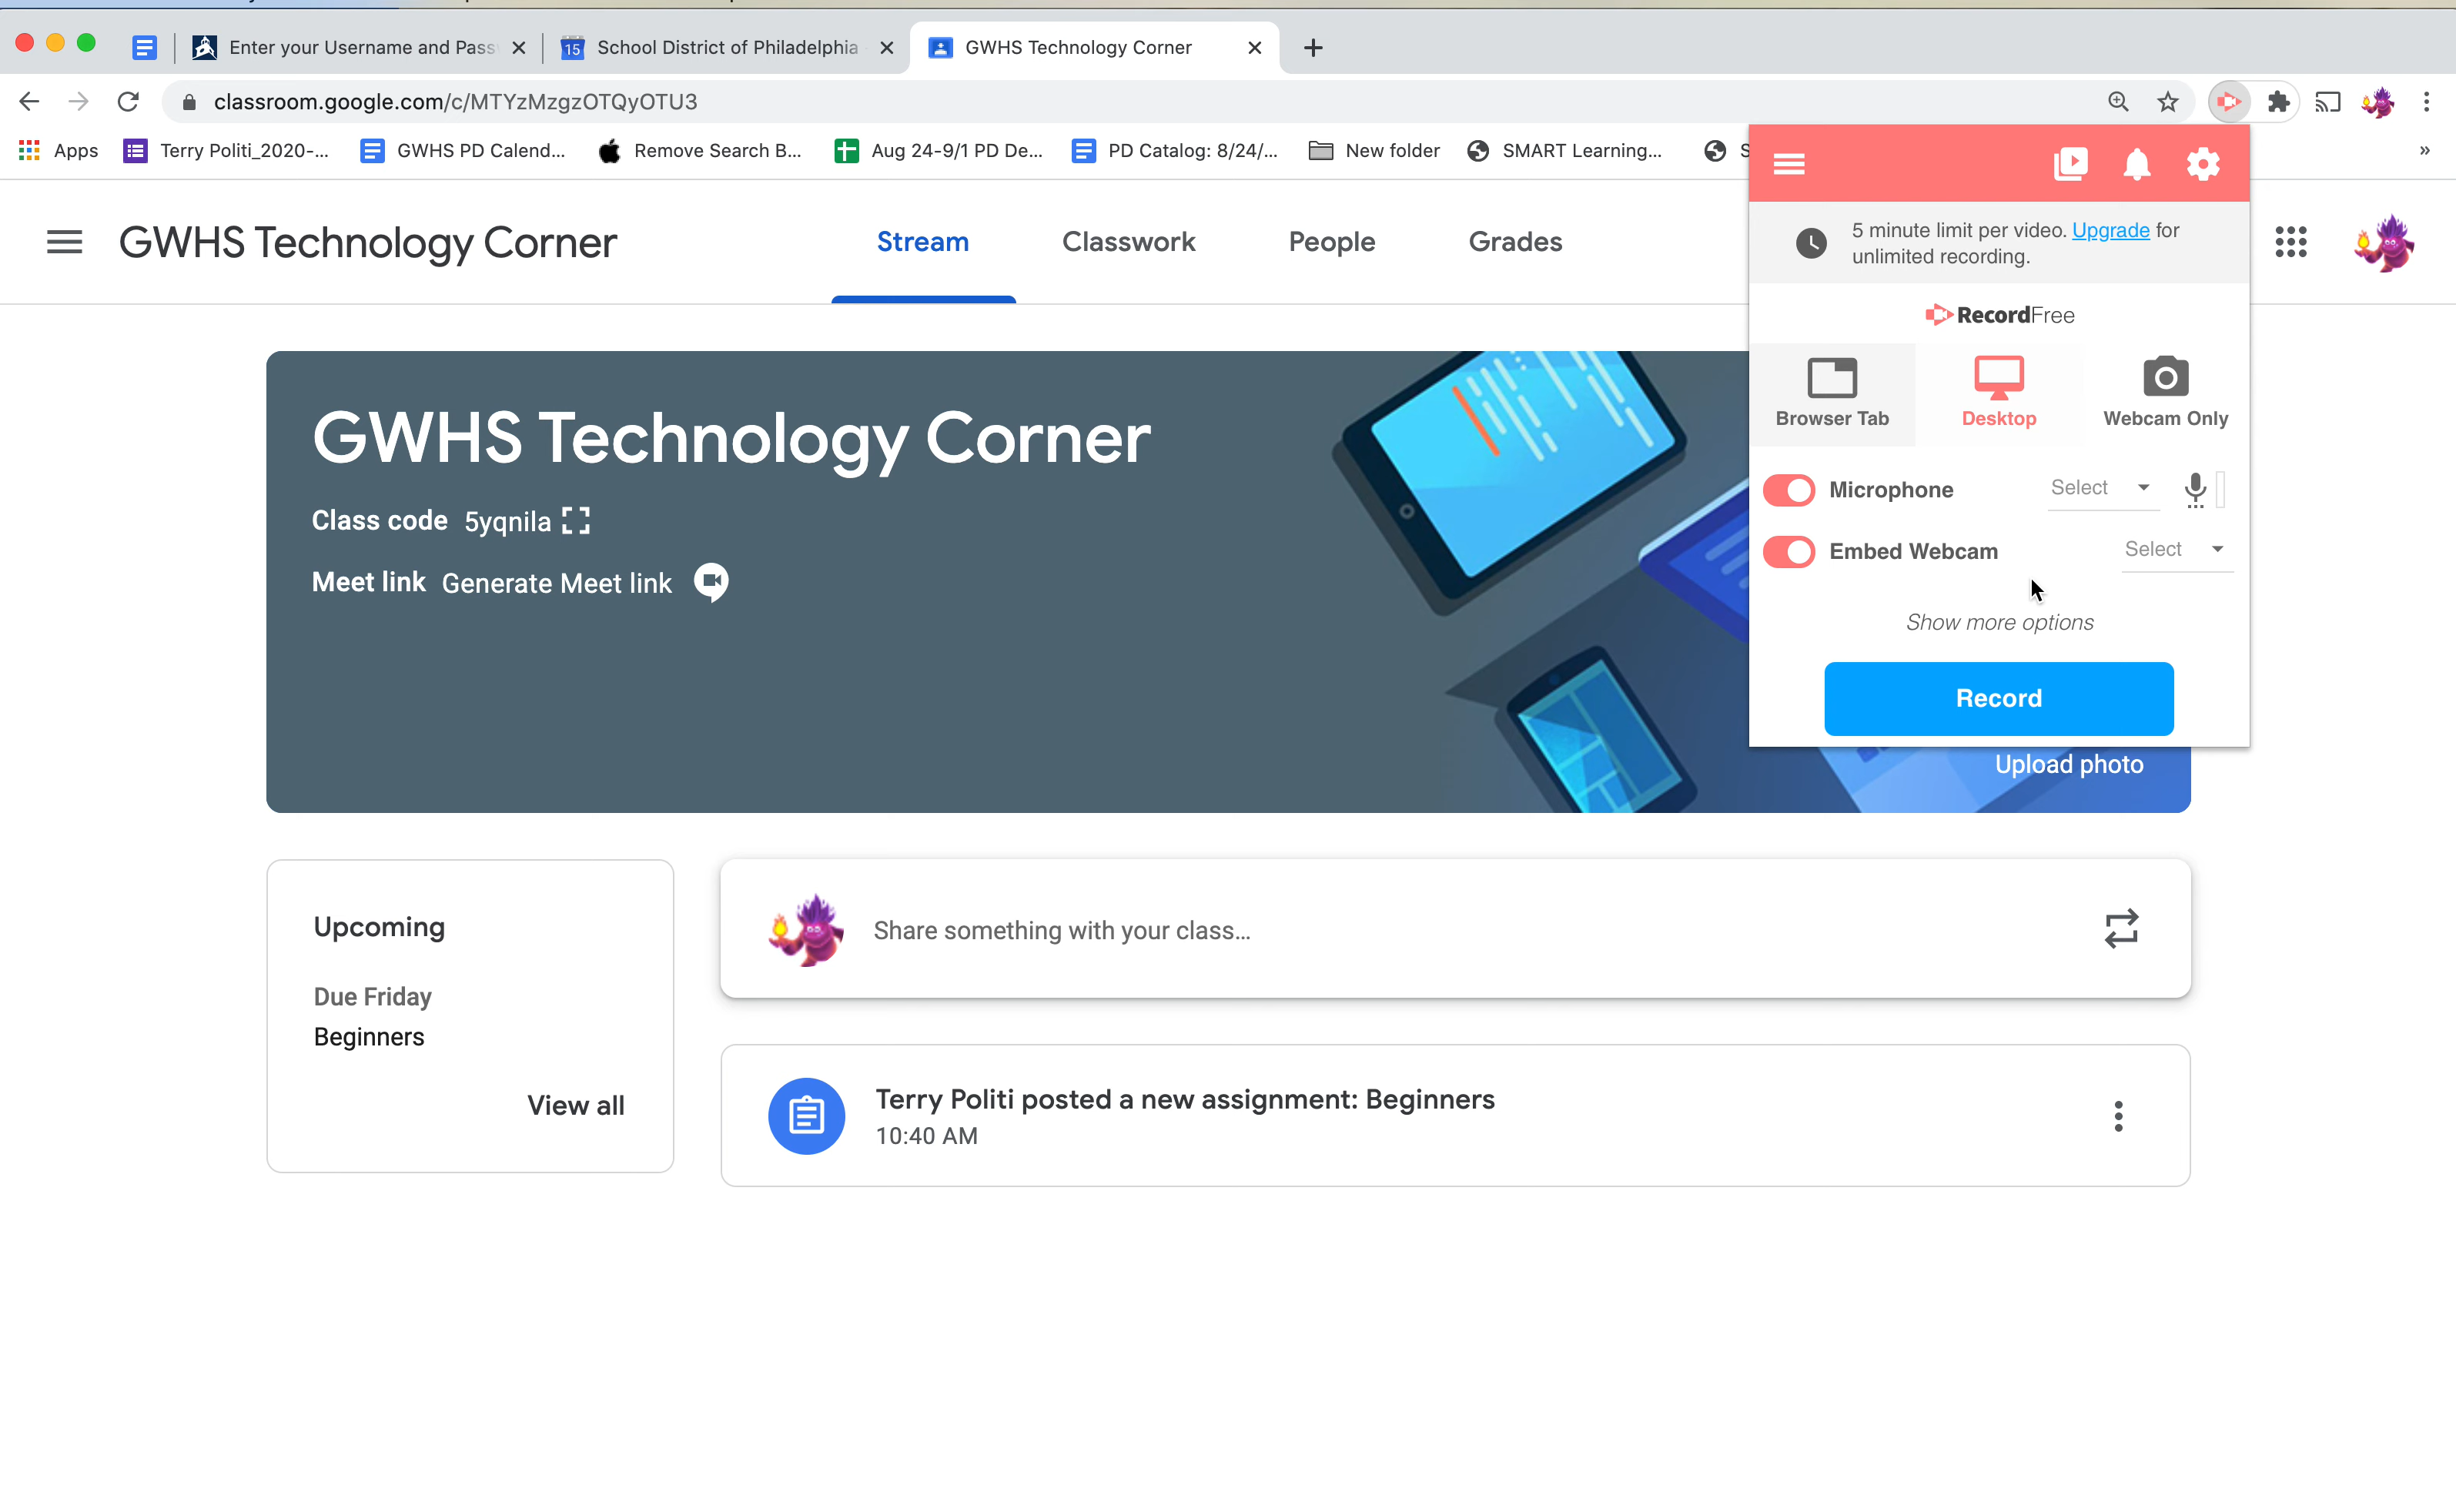 Enter your Username and Pass
15
School District of Philadelphia
GWHS Technology Corner
classroom.google.com/c/MTYzMzgzOTQyOTU3
Apps
Terry Politi_2020-...
GWHS PD Calend...
Remove Search B...
Aug 24-9/1 PD De...
PD Catalog: 8/24/...
New folder
SMART Learning...
S
»
GWHS Technology Corner
Stream
Classwork
People
Grades
5 minute limit per video. Upgrade for
unlimited recording.
RecordFree
Browser Tab
Desktop
Webcam Only
Microphone
Select
Embed Webcam
Select
Show more options
Record
GWHS Technology Corner
Class code 5yqnila
Meet link Generate Meet link
Upload photo
Upcoming
Due Friday
Beginners
View all
Share something with your class...
Terry Politi posted a new assignment: Beginners
10:40 AM